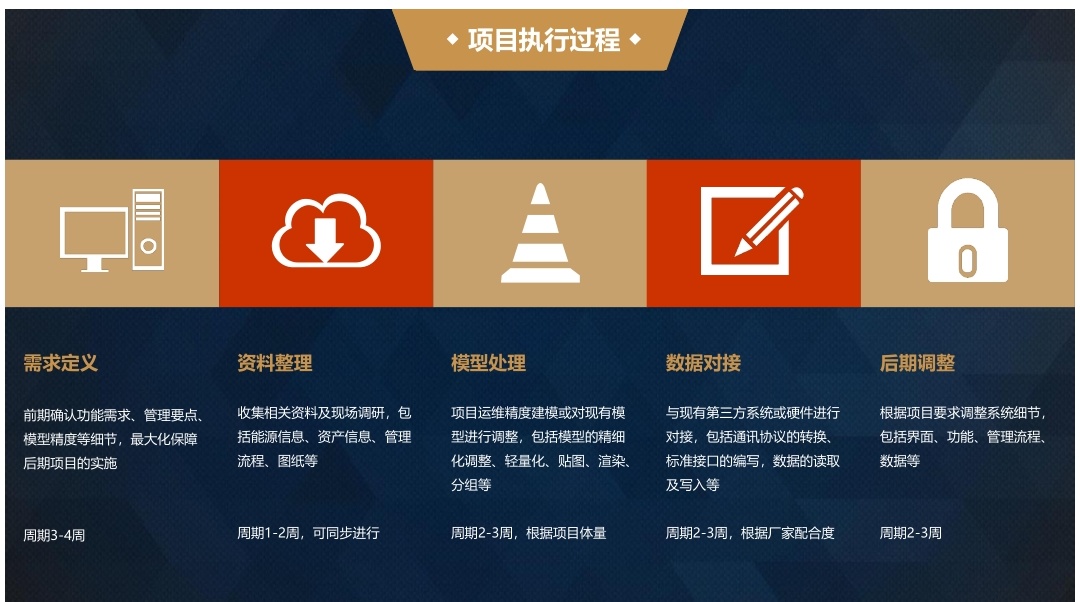 项目执行过程
需求定义
前期确认功能需求、管理要点、
模型精度等细节，最大化保障
后期项目的实施
周期3-4周
资料整理
收集相关资料及现场调研，包
括能源信息、资产信息、管理
流程、图纸等
周期1-2周，可同步进行
模型处理
项目运维精度建模或对现有模
型进行调整，包括模型的精细
化调整、轻量化、贴图、渲染、
分组等
周期2-3周，根据项目体量
数据对接
与现有第三方系统或硬件进行
对接，包括通讯协议的转换、
标准接口的编写，数据的读取
及写入等
周期2-3周，根据厂家配合度
后期调整
根据项目要求调整系统细节，
包括界面、功能、管理流程、
数据等
周期2-3周